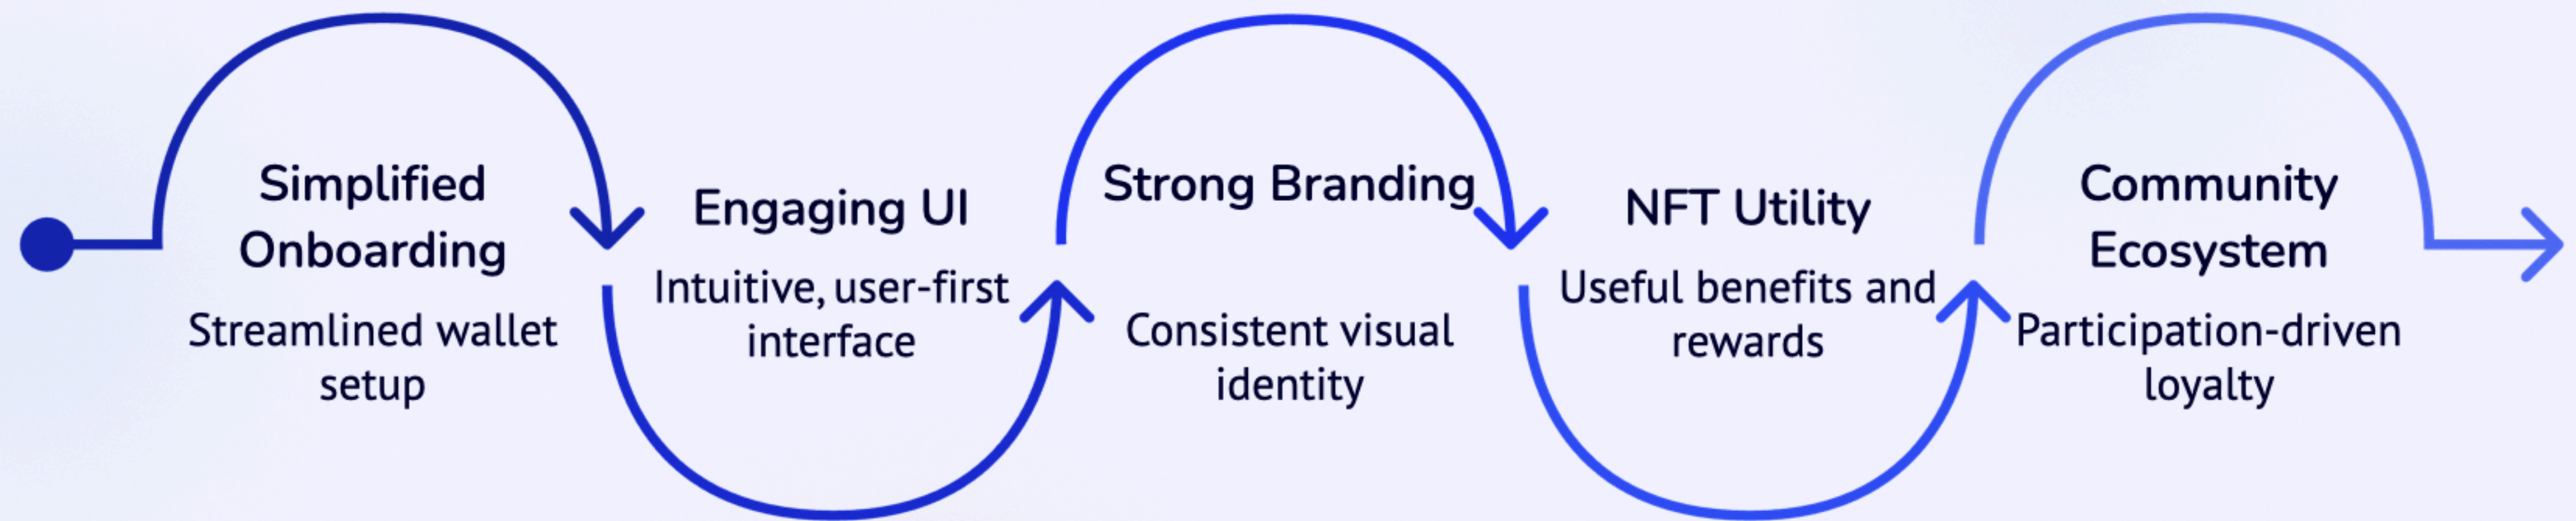 Simplified
Onboarding
Streamlined wallet
setup
Engaging UI
Intuitive, user-first
interface
Strong Branding
Consistent visual
identity
NFT Utility
Useful benefits and
rewards
Community
Ecosystem
Participation-driven
loyalty